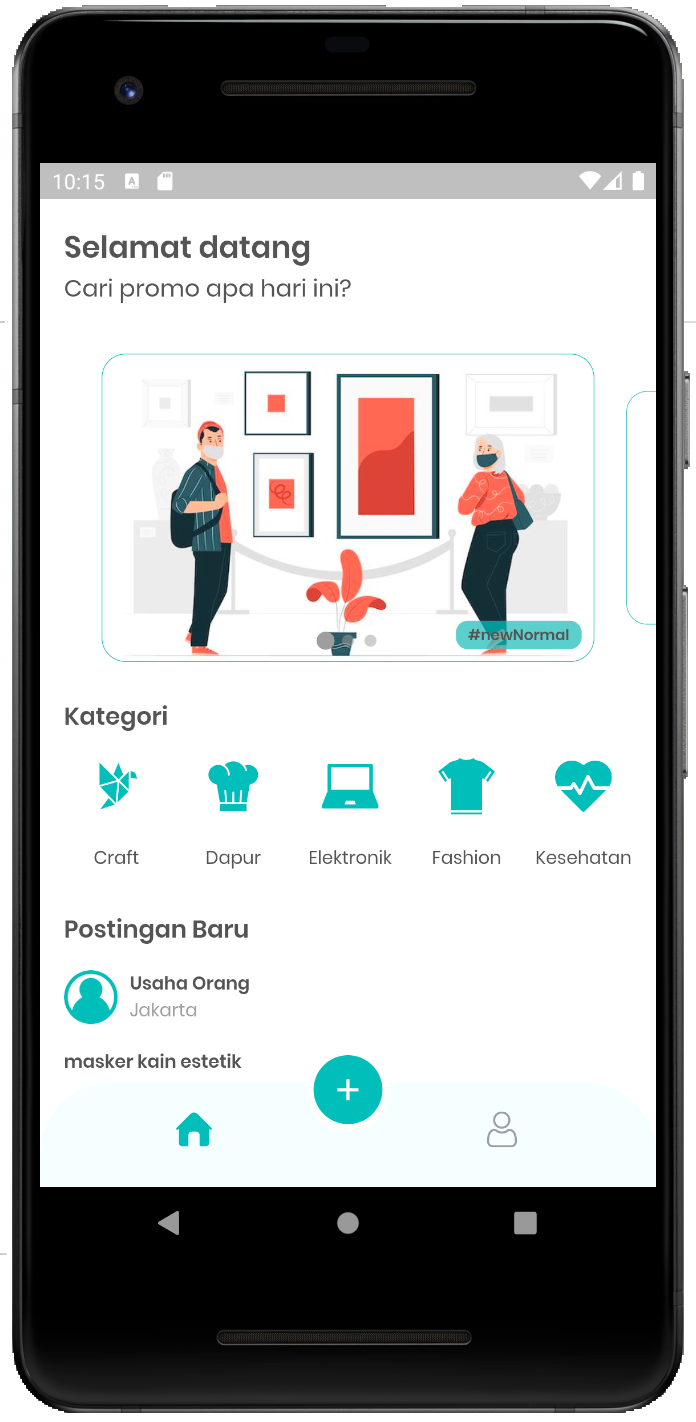 10:15
Selamat datang
Cari promo apa hari ini?
#newNormal
Kategori
Craft Dapur Elektronik Fashion Kesehatan
Postingan Baru
Usaha Orang
Jakarta
masker kain estetik